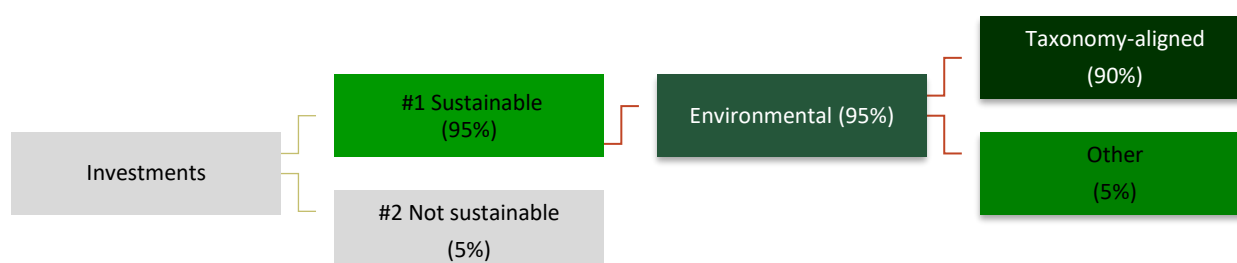 Investments
#1 Sustainable
(95%)
#2 Not sustainable
(5%)
Environmental (95%)
Taxonomy-aligned
(90%)
Other
(5%)